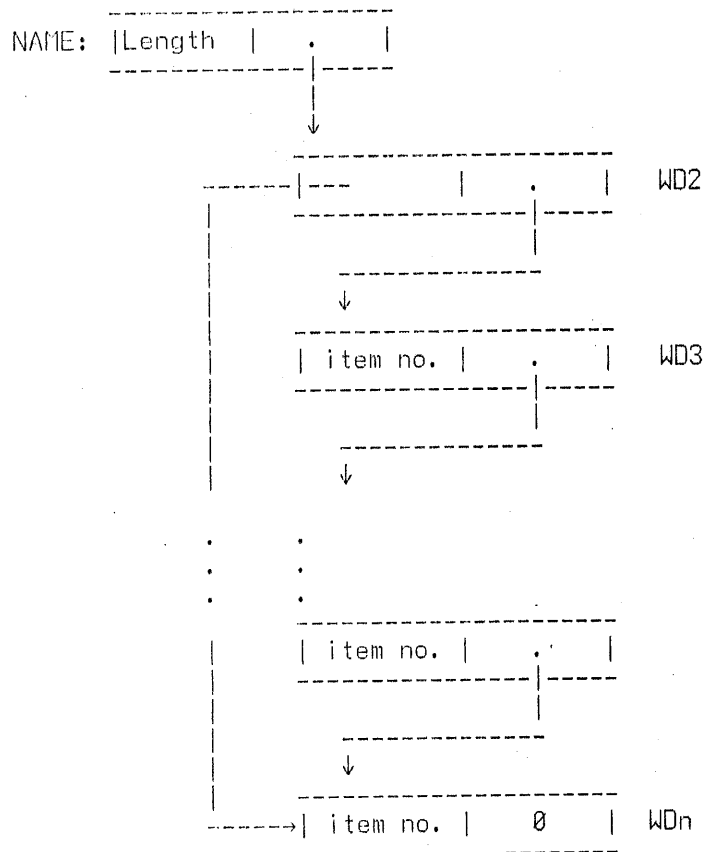 NAME: |Length | . |
WD2
| item no. | . | WD3
| item no. | . |
| item no. | 0 | WDn